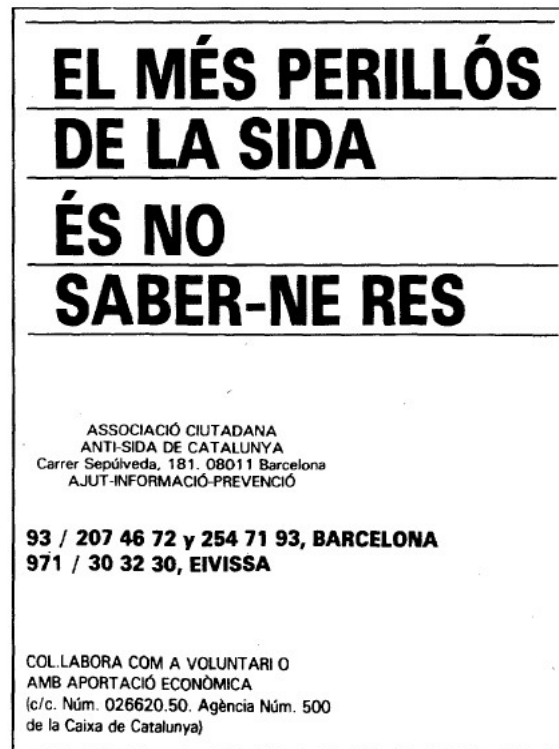 EL MÉS PERILLÓS
DE LA SIDA
ÉS NO
SABER-NE RES
ASSOCIACIÓ CIUTADANA
ANTI-SIDA DE CATALUNYA
Carrer Sepúlveda, 181. 08011 Barcelona
AJUT-INFORMACIÓ-PREVENCIÓ
93 / 207 46 72 y 254 71 93, BARCELONA
971 / 30 32 30, EIVISSA
COL.LABORA COM A VOLUNTARI O
AMB APORTACIÓ ECONÒMICA
(c/c. Núm. 026620.50. Agència Núm. 500
de la Caixa de Catalunya)